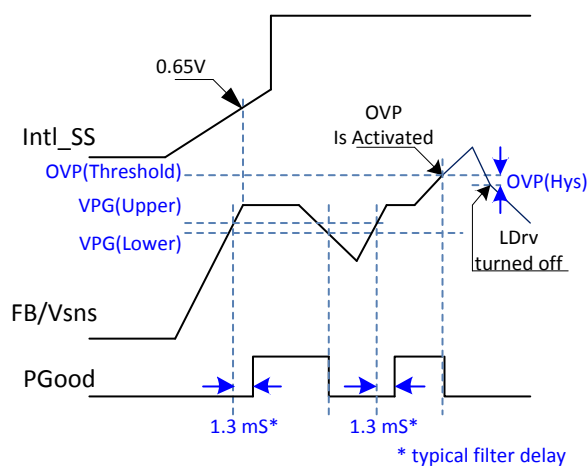 0.65V
Intl_SS
OVP
Is Activated
OVP(Threshold)
OVP(Hys)
VPG(Upper)
VPG(Lower)
LDrv
turned off
FB/Vsns
PGood
1.3 mS*
1.3 mS*
* typical filter delay